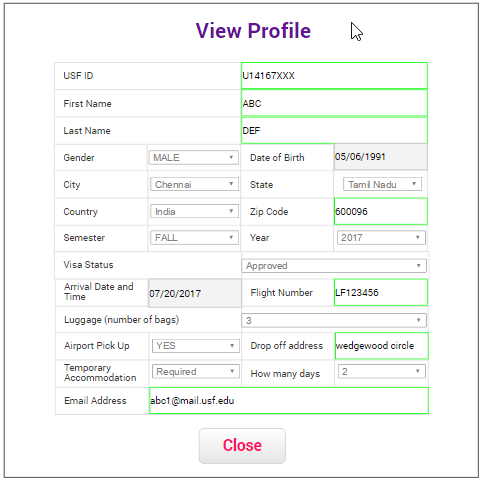 View Profile
USF ID U14167XXX
First Name ABC
Last Name DEF
Gender MALE Date of Birth 05/06/1991
City Chennai State Tamil Nadu
Country India Zip Code 600096
Semester FALL Year 2017
Visa Status Approved
Arrival Date and
Time 07/20/2017 Flight Number LF123456
Luggage (number of bags) 3
Airport Pick Up YES Drop off address wedgewood circle
Temporary
Accommodation Required How many days 2
Email Address abc1@mail.usf.edu
Close